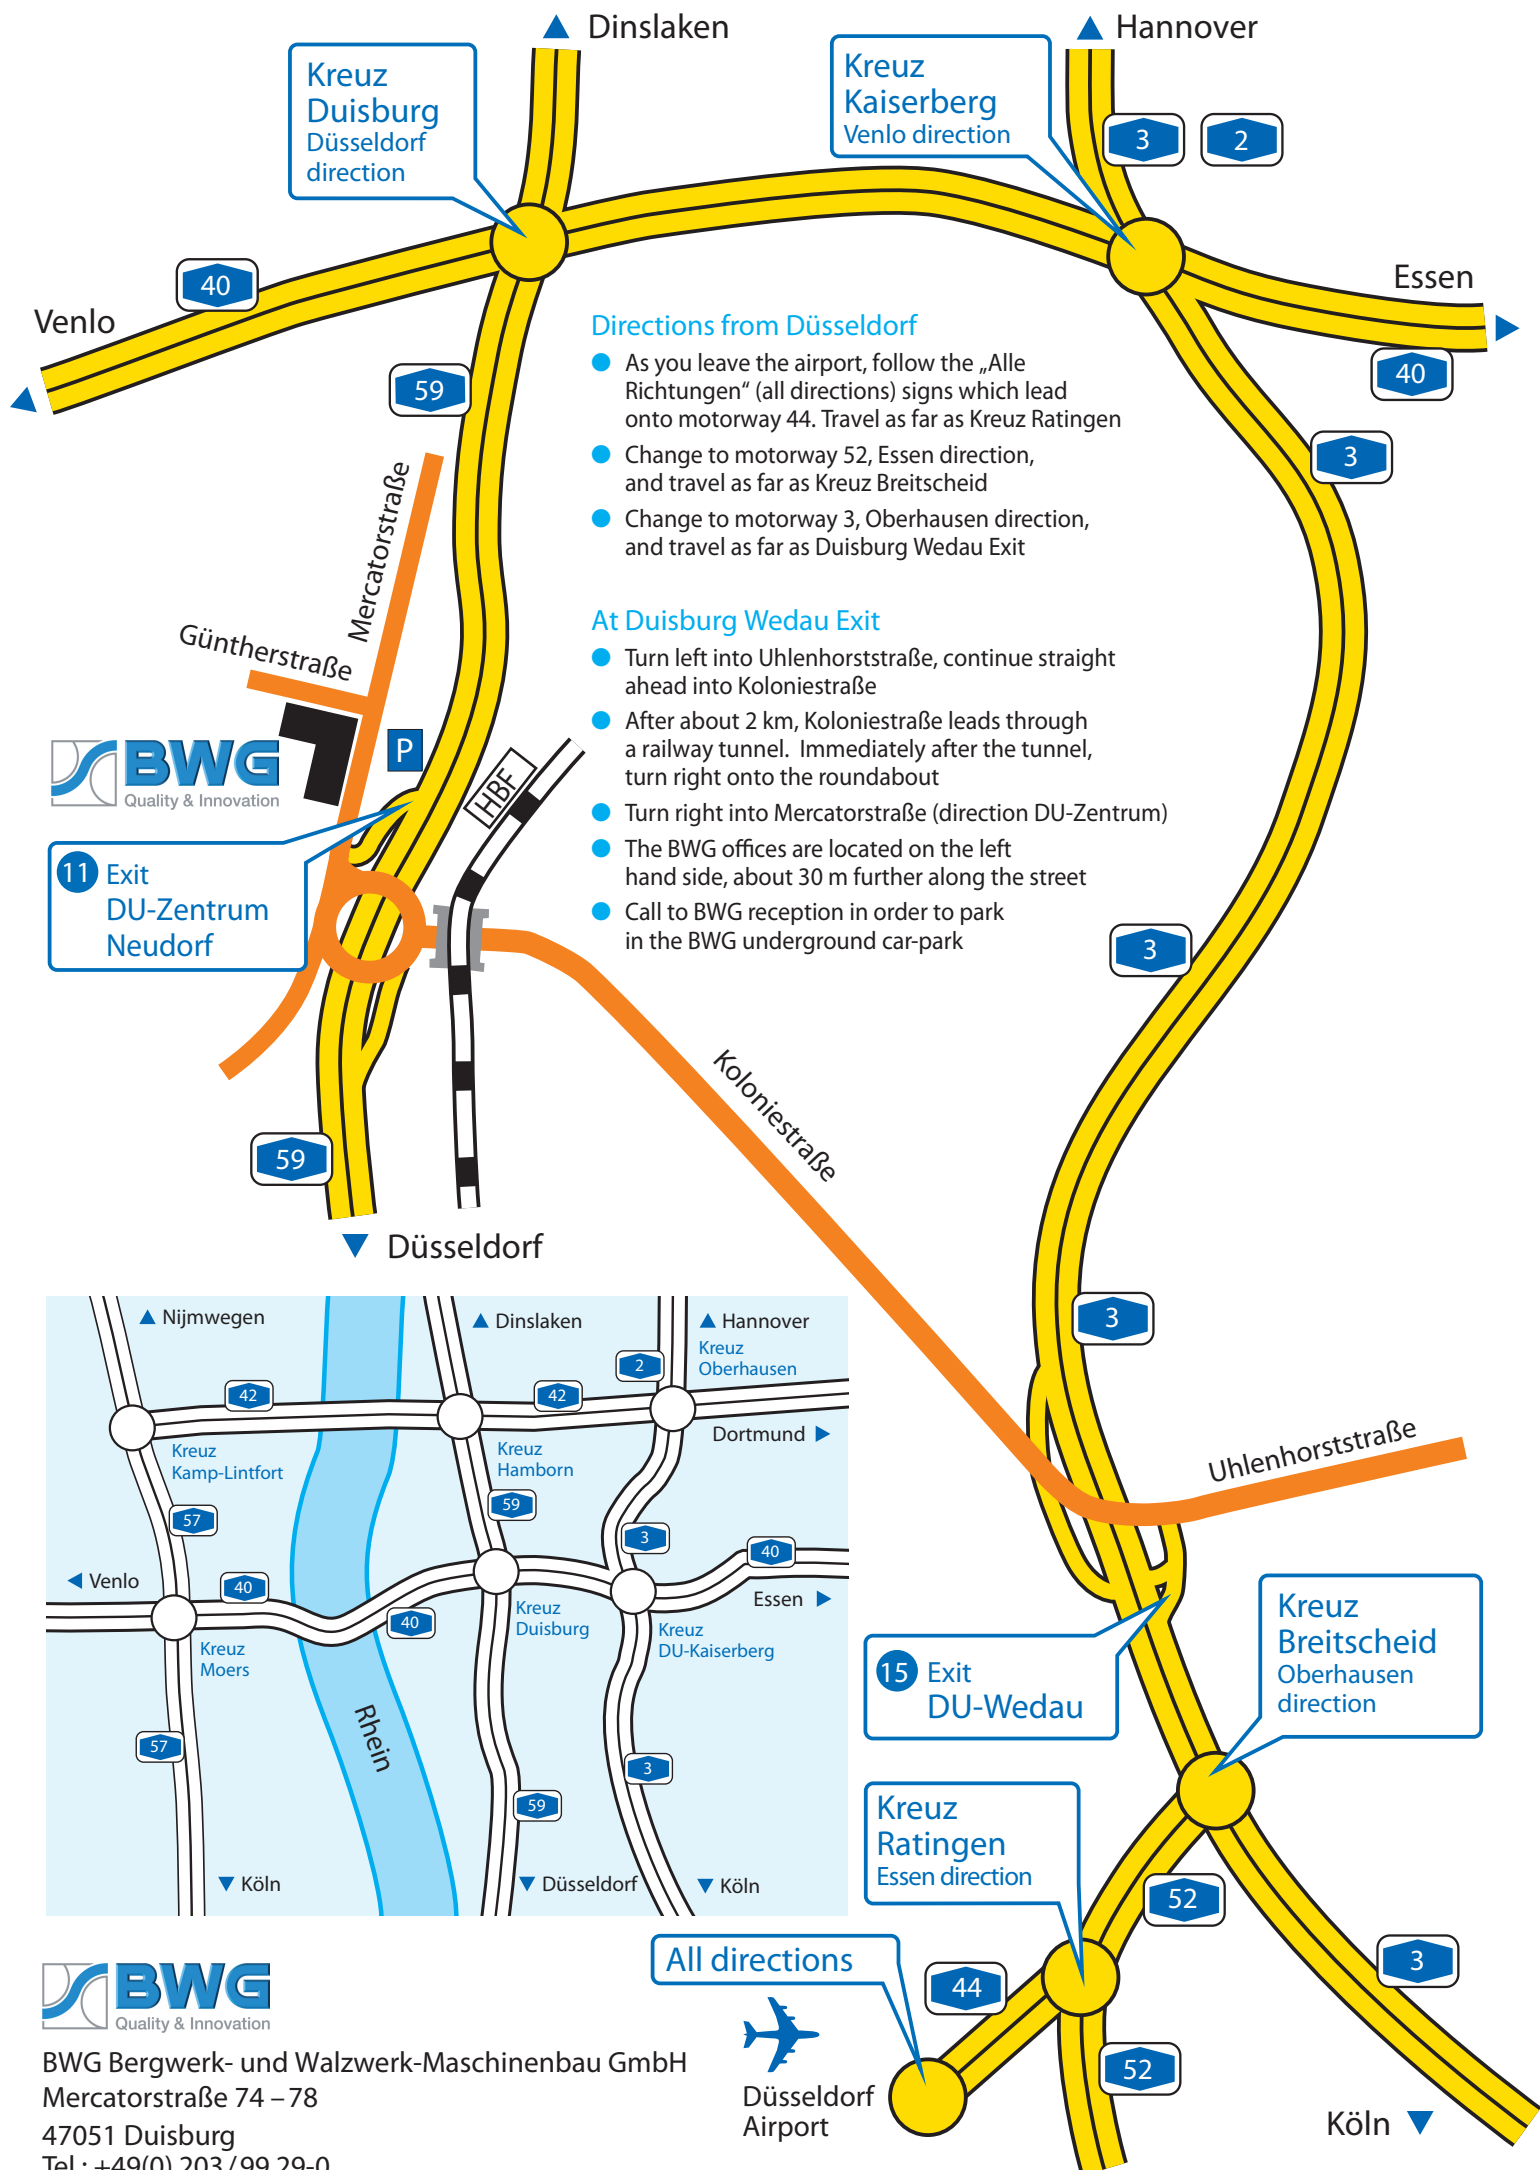 Dinslaken
Hannover
Kreuz
Duisburg
Düsseldorf
direction
Kreuz
Kaiserberg
Venlo direction
3
2
40
Venlo
Essen
40
59
3
Directions from Düsseldorf
As you leave the airport, follow the „Alle
Richtungen“ (all directions) signs which lead
onto motorway 44. Travel as far as Kreuz Ratingen
Change to motorway 52, Essen direction,
and travel as far as Kreuz Breitscheid
Change to motorway 3, Oberhausen direction,
and travel as far as Duisburg Wedau Exit
At Duisburg Wedau Exit
Turn left into Uhlenhorststraße, continue straight
ahead into Koloniestraße
After about 2 km, Koloniestraße leads through
a railway tunnel. Immediately after the tunnel,
turn right onto the roundabout
Turn right into Mercatorstraße (direction DU-Zentrum)
The BWG offices are located on the left
hand side, about 30 m further along the street
Call to BWG reception in order to park
in the BWG underground car-park
Mercatorstraße
Güntherstraße
BWG
Quality & Innovation
P
HBF
11 Exit
DU-Zentrum
Neudorf
3
Koloniestraße
59
Düsseldorf
3
Uhlenhorststraße
Nijmwegen
Dinslaken
Hannover
2
Kreuz
Oberhausen
42
42
Dortmund
Kreuz
Kamp-Lintfort
Kreuz
Hamborn
57
59
3
40
Venlo
40
40
Essen
Kreuz
Moers
Kreuz
Duisburg
Kreuz
DU-Kaiserberg
57
Rhein
59
3
Köln
Düsseldorf
Köln
15 Exit
DU-Wedau
Kreuz
Breitscheid
Oberhausen
direction
Kreuz
Ratingen
Essen direction
52
3
All directions
44
52
Düsseldorf
Airport
Köln
BWG
Quality & Innovation
BWG Bergwerk- und Walzwerk-Maschinenbau GmbH
Mercatorstraße 74 – 78
47051 Duisburg
Tel.: +49(0) 203 / 99 29-0